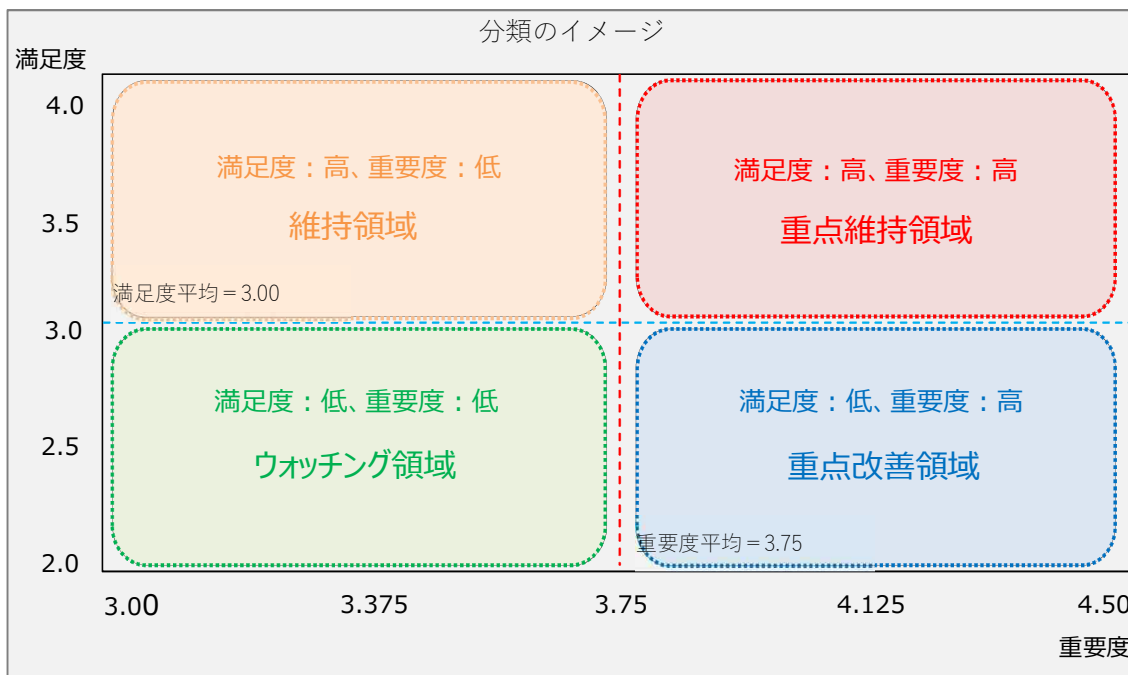 分類のイメージ
満足度
4.0
満足度：高、重要度：低
維持領域
満足度：高、重要度：高
重点維持領域
3.5
満足度平均＝3.00
3.0
満足度：低、重要度：低
ウォッチング領域
満足度：低、重要度：高
重点改善領域
2.5
重要度平均＝3.75
2.0
3.00
3.375
3.75
4.125
4.50
重要度